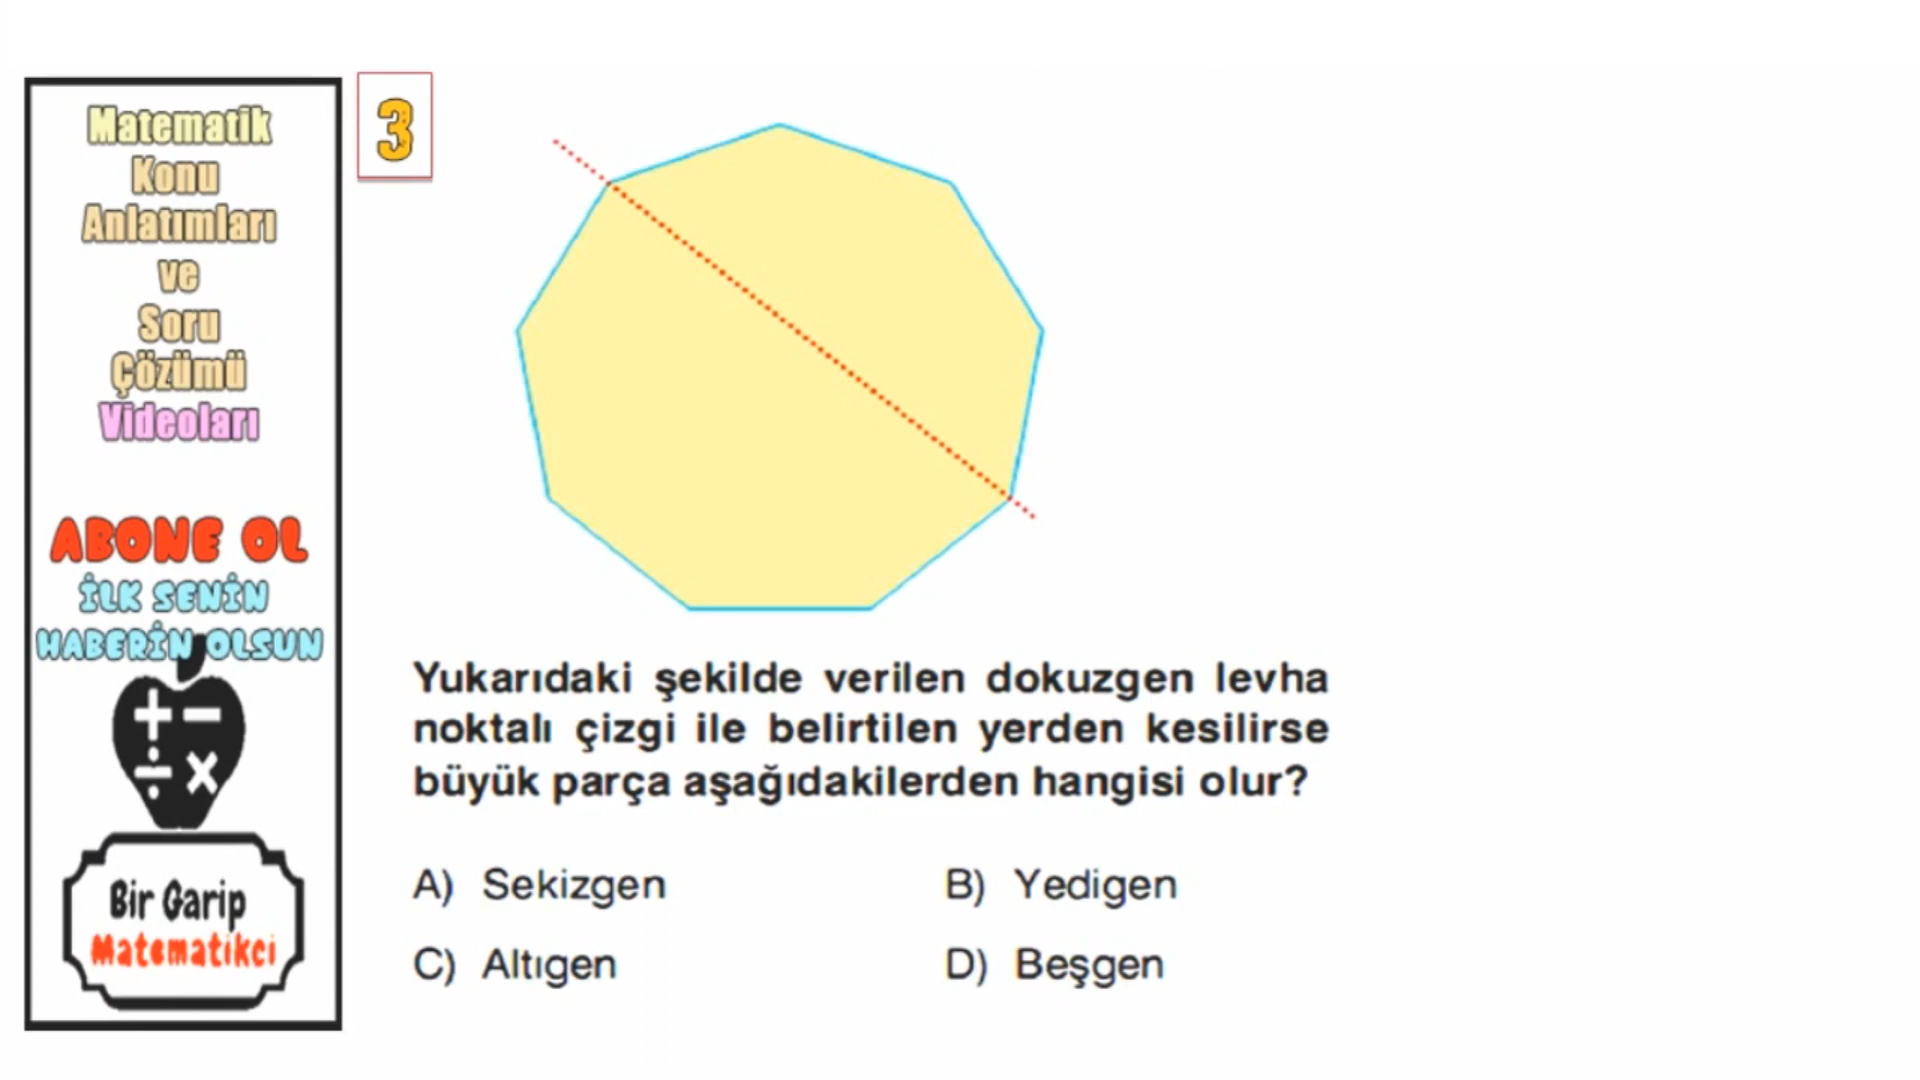 Matematik
Konu
Anlatımları
ve
Soru
Çözümü
Videoları
ABONE OL
İLK SENİN
HABERİN OLSUN
+ −
÷ ×
Bir Garip
Matematikci
3
Yukarıdaki şekilde verilen dokuzgen levha
noktalı çizgi ile belirtilen yerden kesilirse
büyük parça aşağıdakilerden hangisi olur?
A) Sekizgen B) Yedigen
C) Altıgen D) Beşgen